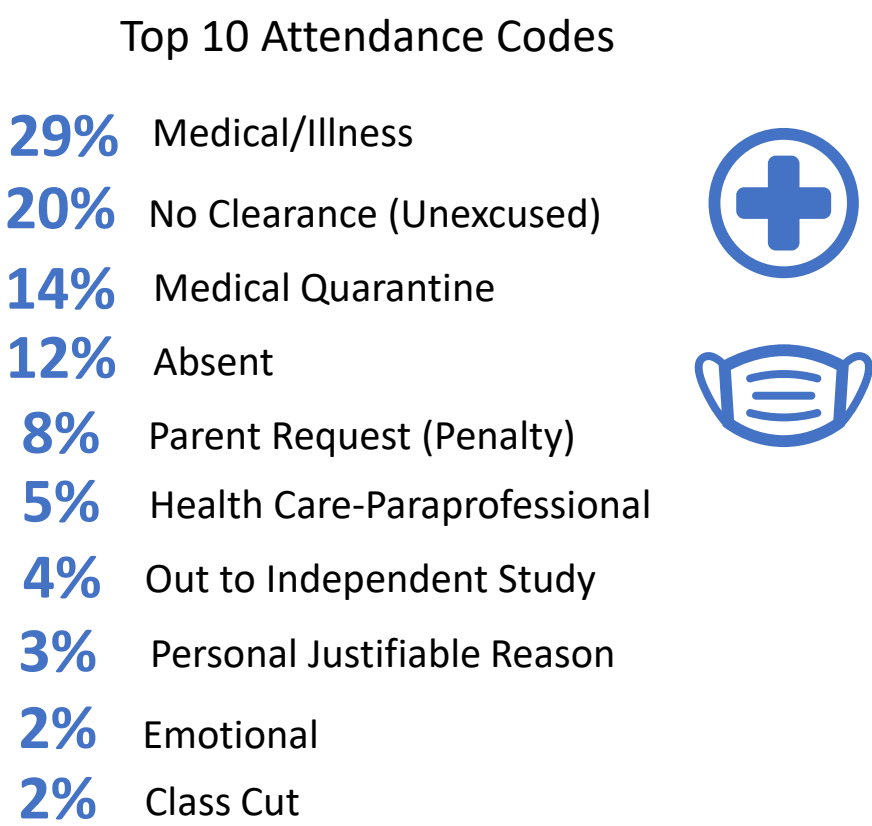 Top 10 Attendance Codes
29% Medical/Illness
20% No Clearance (Unexcused)
14% Medical Quarantine
12% Absent
8% Parent Request (Penalty)
5% Health Care-Paraprofessional
4% Out to Independent Study
3% Personal Justifiable Reason
2% Emotional
2% Class Cut